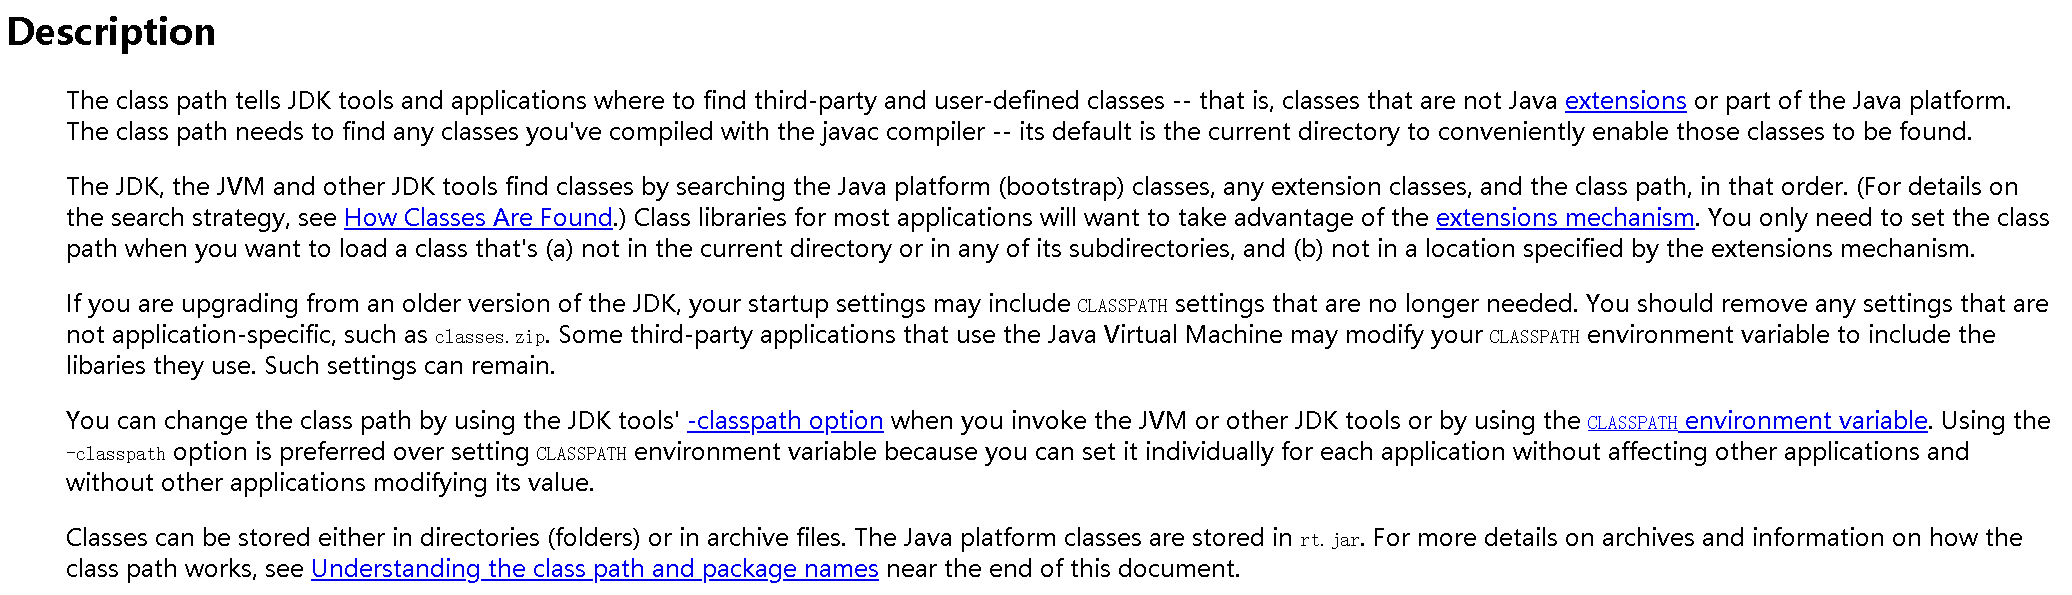 Description
The class path tells JDK tools and applications where to find third-party and user-defined classes -- that is, classes that are not Java extensions or part of the Java platform.
The class path needs to find any classes you've compiled with the javac compiler -- its default is the current directory to conveniently enable those classes to be found.
The JDK, the JVM and other JDK tools find classes by searching the Java platform (bootstrap) classes, any extension classes, and the class path, in that order. (For details on
the search strategy, see How Classes Are Found.) Class libraries for most applications will want to take advantage of the extensions mechanism. You only need to set the class
path when you want to load a class that's (a) not in the current directory or in any of its subdirectories, and (b) not in a location specified by the extensions mechanism.
If you are upgrading from an older version of the JDK, your startup settings may include CLASSPATH settings that are no longer needed. You should remove any settings that are
not application-specific, such as classes.zip. Some third-party applications that use the Java Virtual Machine may modify your CLASSPATH environment variable to include the
libaries they use. Such settings can remain.
You can change the class path by using the JDK tools' -classpath option when you invoke the JVM or other JDK tools or by using the CLASSPATH environment variable. Using the
-classpath option is preferred over setting CLASSPATH environment variable because you can set it individually for each application without affecting other applications and
without other applications modifying its value.
Classes can be stored either in directories (folders) or in archive files. The Java platform classes are stored in rt.jar. For more details on archives and information on how the
class path works, see Understanding the class path and package names near the end of this document.